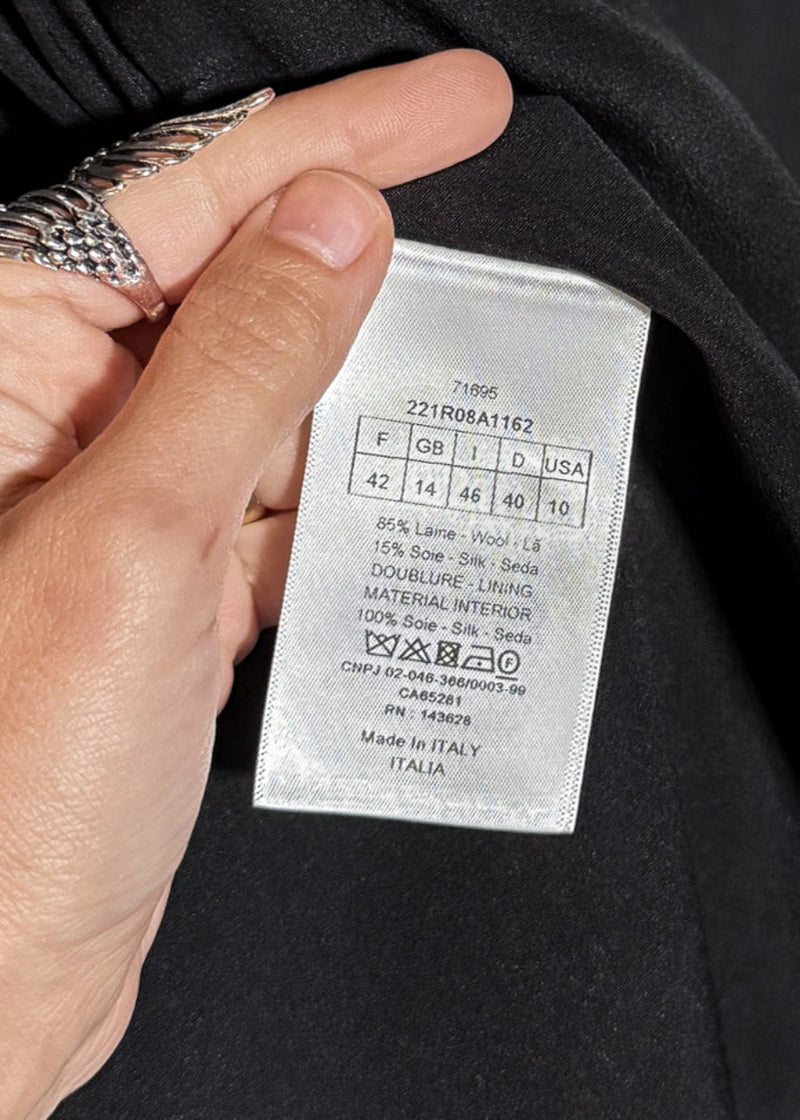 71695
221R08A1162
F GB I D USA
42 14 46 40 10
85% Laine - Wool - Lã
15% Soie - Silk - Seda
DOUBLURE - LINING
MATERIAL INTERIOR
100% Soie - Silk - Seda
F
CNPJ 02-046-366/0003-99
CA65281
RN : 143628
Made in ITALY
ITALIA